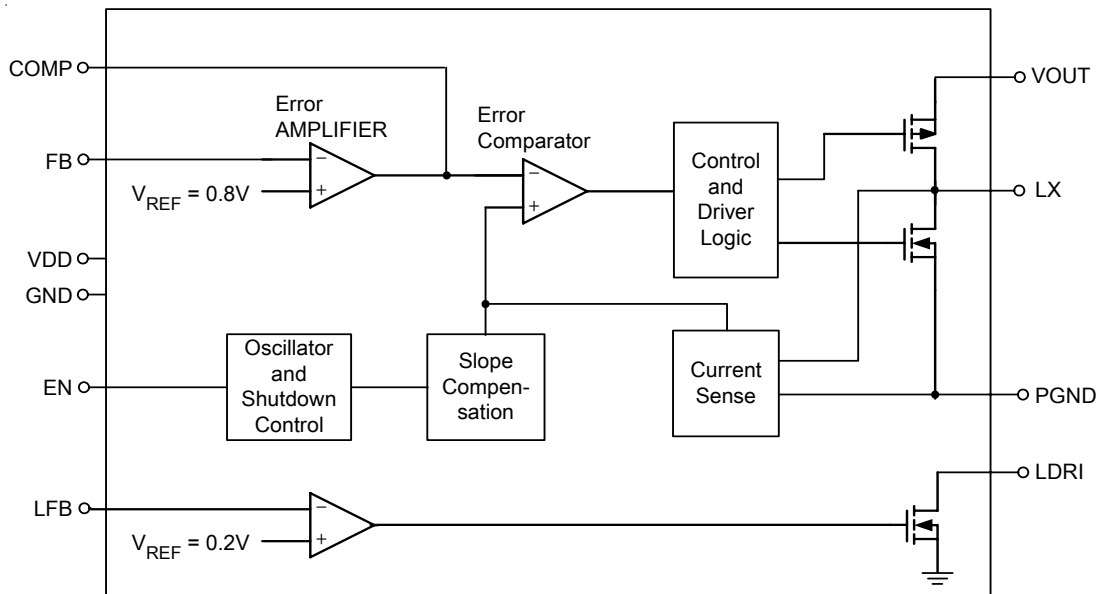 COMP
VOUT
Error
AMPLIFIER
Error
Comparator
FB
V_REF = 0.8V
−
+
−
+
Control
and
Driver
Logic
LX
VDD
GND
EN
Oscillator
and
Shutdown
Control
Slope
Compen-
sation
Current
Sense
PGND
LDRI
LFB
V_REF = 0.2V
−
+